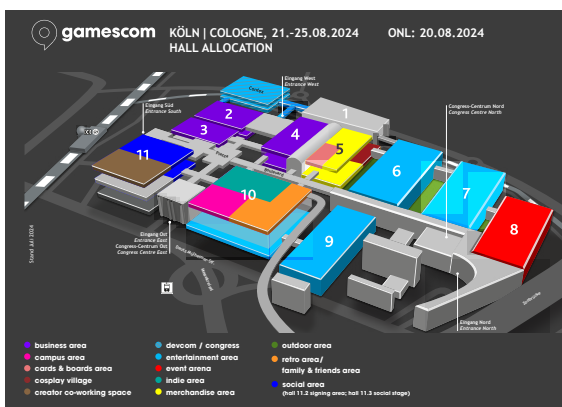 gamescom
KÖLN | COLOGNE, 21.-25.08.2024
ONL: 20.08.2024
HALL ALLOCATION
Confex
Eingang West
Entrance West
Eingang Süd
Entrance South
Congress-Centrum Nord
Congress Centre North
1
2
3
4
5
6
7
8
9
10
11
Eingang Ost
Entrance East
Congress-Centrum Ost
Congress Centre East
Eingang Nord
Entrance North
Stand Juli 2024
business area
campus area
cards & boards area
cosplay village
creator co-working space
devcom / congress
entertainment area
event arena
indie area
merchandise area
outdoor area
retro area/
family & friends area
social area
(hall 11.2 signing area; hall 11.3 social stage)